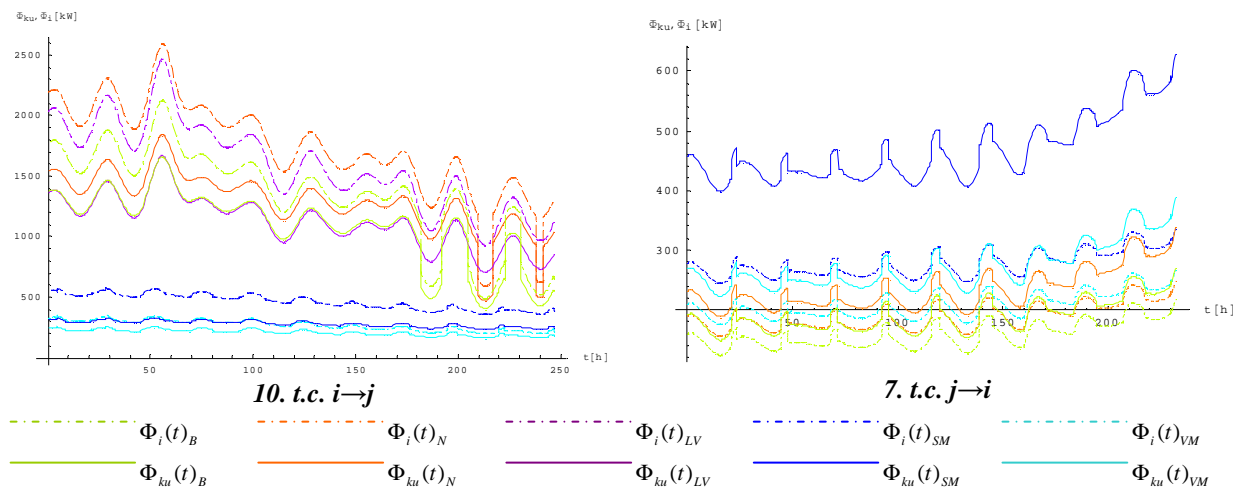 Φku,Φi[kW]
2500
2000
1500
1000
500
50
100
150
200
250
t[h]
10. t.c. i→j
Φku,Φi [kW]
600
500
400
300
50
100
150
200
t[h]
7. t.c. j→i
Φi(t)B
Φi(t)N
Φi(t)LV
Φi(t)SM
Φi(t)VM
Φku(t)B
Φku(t)N
Φku(t)LV
Φku(t)SM
Φku(t)VM